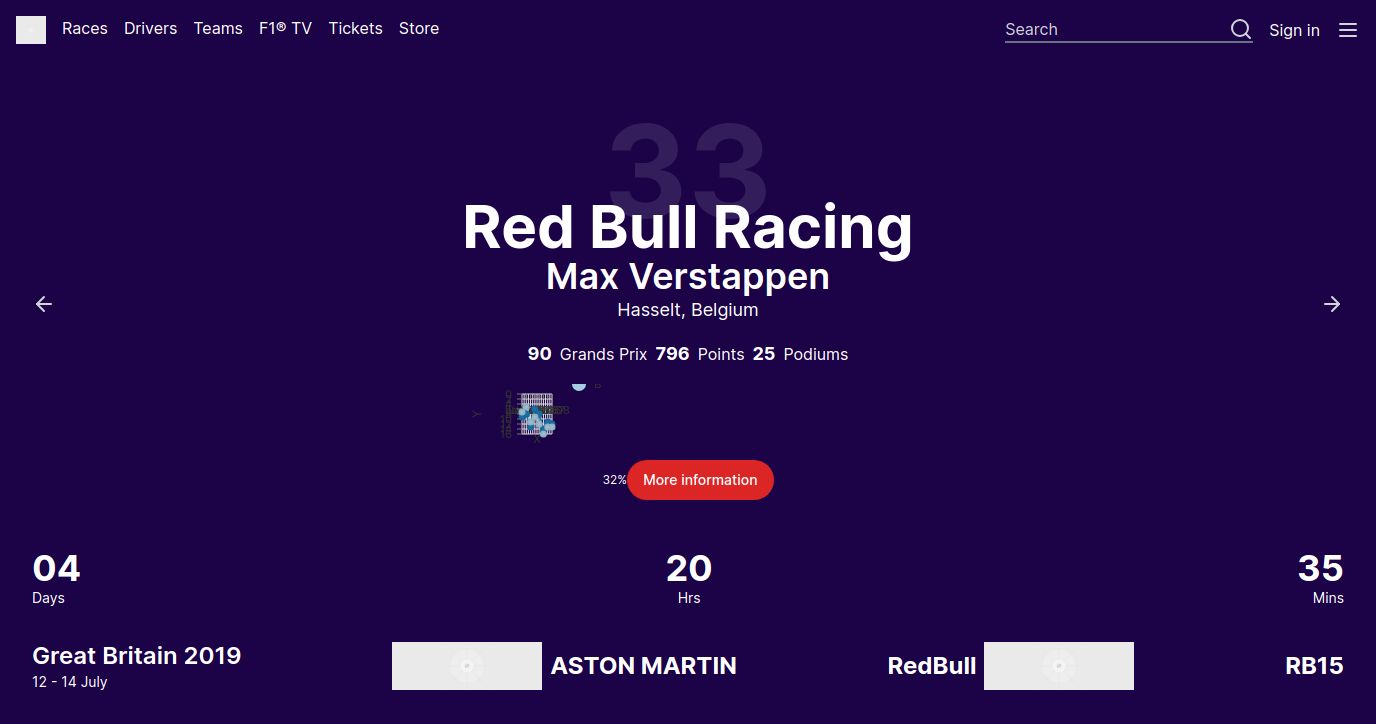 Races Drivers Teams F1® TV Tickets Store Search Sign in
33
Red Bull Racing
Max Verstappen
Hasselt, Belgium
90 Grands Prix 796 Points 25 Podiums
B
Y
X
32% More information
04 20 35
Days Hrs Mins
Great Britain 2019
12 - 14 July
ASTON MARTIN RedBull RB15